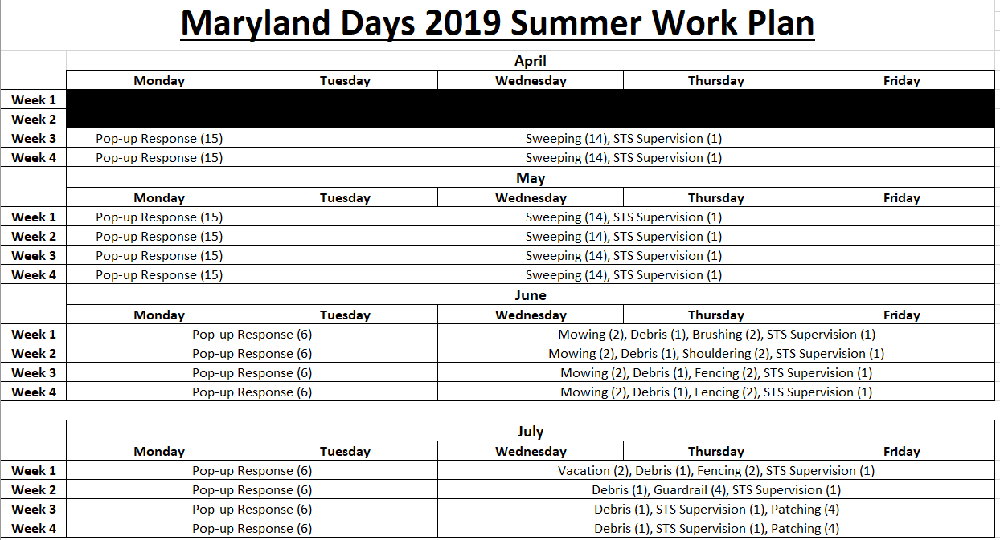 Maryland Days 2019 Summer Work Plan
April
Monday Tuesday Wednesday Thursday Friday
Week 1
Week 2
Week 3 Pop-up Response (15) Sweeping (14), STS Supervision (1)
Week 4 Pop-up Response (15) Sweeping (14), STS Supervision (1)
May
Monday Tuesday Wednesday Thursday Friday
Week 1 Pop-up Response (15) Sweeping (14), STS Supervision (1)
Week 2 Pop-up Response (15) Sweeping (14), STS Supervision (1)
Week 3 Pop-up Response (15) Sweeping (14), STS Supervision (1)
Week 4 Pop-up Response (15) Sweeping (14), STS Supervision (1)
June
Monday Tuesday Wednesday Thursday Friday
Week 1 Pop-up Response (6) Mowing (2), Debris (1), Brushing (2), STS Supervision (1)
Week 2 Pop-up Response (6) Mowing (2), Debris (1), Shouldering (2), STS Supervision (1)
Week 3 Pop-up Response (6) Mowing (2), Debris (1), Fencing (2), STS Supervision (1)
Week 4 Pop-up Response (6) Mowing (2), Debris (1), Fencing (2), STS Supervision (1)
July
Monday Tuesday Wednesday Thursday Friday
Week 1 Pop-up Response (6) Vacation (2), Debris (1), Fencing (2), STS Supervision (1)
Week 2 Pop-up Response (6) Debris (1), Guardrail (4), STS Supervision (1)
Week 3 Pop-up Response (6) Debris (1), STS Supervision (1), Patching (4)
Week 4 Pop-up Response (6) Debris (1), STS Supervision (1), Patching (4)